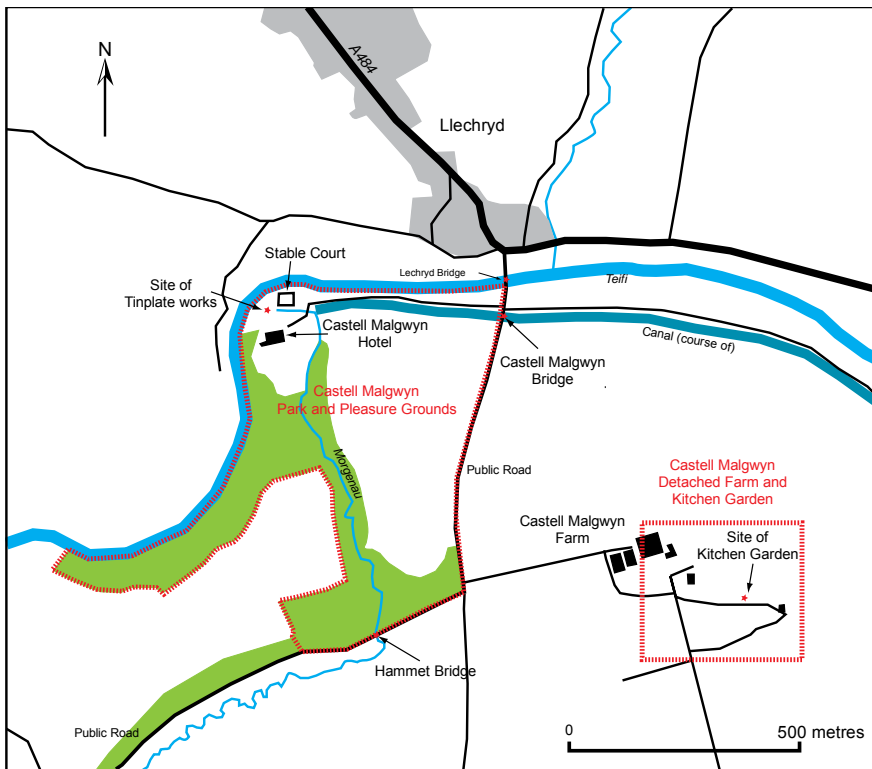 N
A484
Llechryd
Stable Court
Site of
Tinplate works
Lechryd Bridge
Teifi
Castell Malgwyn
Hotel
Canal (course of)
Castell Malgwyn
Bridge
Castell Malgwyn
Park and Pleasure Grounds
Morgenau
Public Road
Castell Malgwyn
Detached Farm and
Kitchen Garden
Castell Malgwyn
Farm
Site of
Kitchen Garden
Hammet Bridge
Public Road
0
500 metres